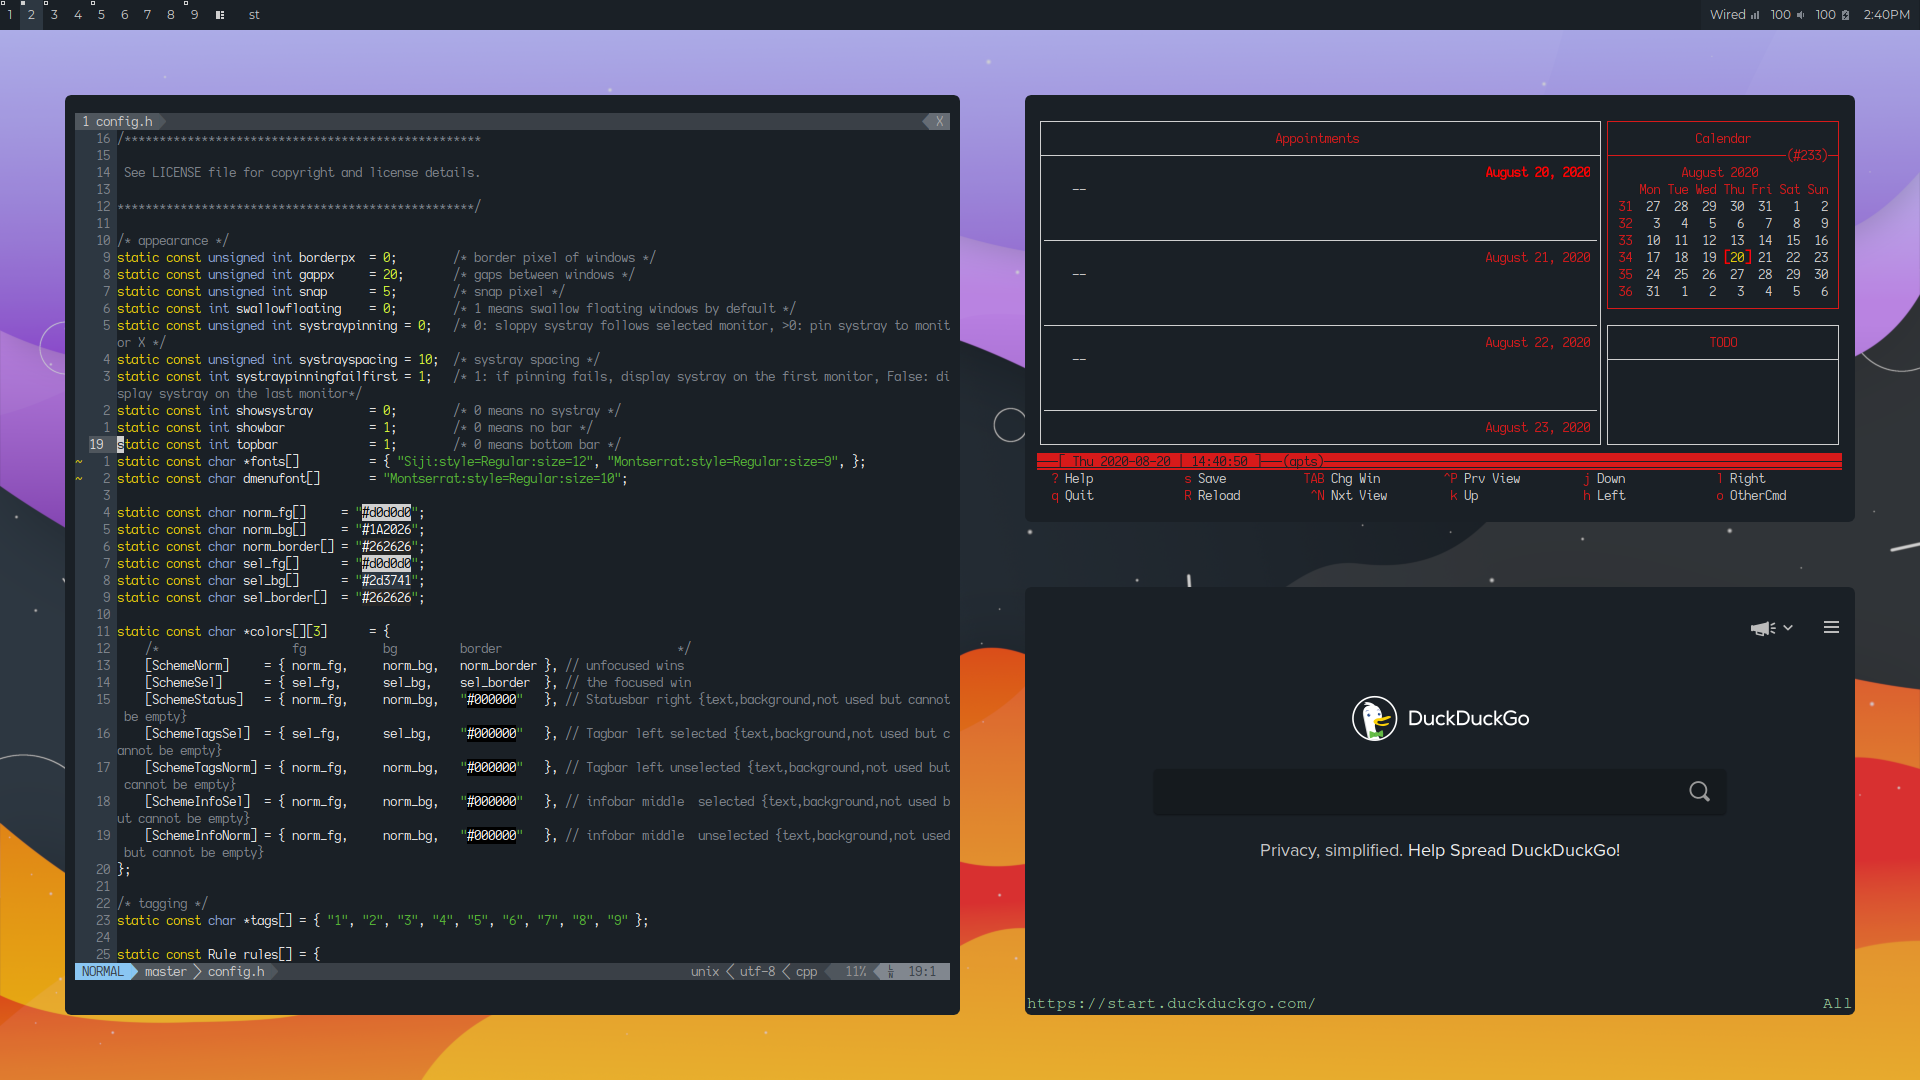 1 2 3 4 5 6 7 8 9 st
Wired 100 100 2:40PM
1 config.h X
16 /***************************************************
15
14 See LICENSE file for copyright and license details.
13
12 ***************************************************/
11
10 /* appearance */
9 static const unsigned int borderpx = 0; /* border pixel of windows */
8 static const unsigned int gappx = 20; /* gaps between windows */
7 static const unsigned int snap = 5; /* snap pixel */
6 static const int swallowfloating = 0; /* 1 means swallow floating windows by default */
5 static const unsigned int systraypinning = 0; /* 0: sloppy systray follows selected monitor, >0: pin systray to monit
or X */
4 static const unsigned int systrayspacing = 10; /* systray spacing */
3 static const int systraypinningfailfirst = 1; /* 1: if pinning fails, display systray on the first monitor, False: di
splay systray on the last monitor*/
2 static const int showsystray = 0; /* 0 means no systray */
1 static const int showbar = 1; /* 0 means no bar */
19 static const int topbar = 1; /* 0 means bottom bar */
~ 1 static const char *fonts[] = { "Siji:style=Regular:size=12", "Montserrat:style=Regular:size=9", };
~ 2 static const char dmenufont[] = "Montserrat:style=Regular:size=10";
3
4 static const char norm_fg[] = "#d0d0d0";
5 static const char norm_bg[] = "#1A2026";
6 static const char norm_border[] = "#262626";
7 static const char sel_fg[] = "#d0d0d0";
8 static const char sel_bg[] = "#2d3741";
9 static const char sel_border[] = "#262626";
10
11 static const char *colors[][3] = {
12 /* fg bg border */
13 [SchemeNorm] = { norm_fg, norm_bg, norm_border }, // unfocused wins
14 [SchemeSel] = { sel_fg, sel_bg, sel_border }, // the focused win
15 [SchemeStatus] = { norm_fg, norm_bg, "#000000" }, // Statusbar right {text,background,not used but cannot
be empty}
16 [SchemeTagsSel] = { sel_fg, sel_bg, "#000000" }, // Tagbar left selected {text,background,not used but c
annot be empty}
17 [SchemeTagsNorm] = { norm_fg, norm_bg, "#000000" }, // Tagbar left unselected {text,background,not used but
cannot be empty}
18 [SchemeInfoSel] = { norm_fg, norm_bg, "#000000" }, // infobar middle selected {text,background,not used b
ut cannot be empty}
19 [SchemeInfoNorm] = { norm_fg, norm_bg, "#000000" }, // infobar middle unselected {text,background,not used
but cannot be empty}
20 };
21
22 /* tagging */
23 static const char *tags[] = { "1", "2", "3", "4", "5", "6", "7", "8", "9" };
24
25 static const Rule rules[] = {
NORMAL master config.h unix utf-8 cpp 11% 19:1
Appointments
August 20, 2020
--
August 21, 2020
--
August 22, 2020
--
August 23, 2020
Calendar
(#233)
August 2020
Mon Tue Wed Thu Fri Sat Sun
31 27 28 29 30 31 1 2
32 3 4 5 6 7 8 9
33 10 11 12 13 14 15 16
34 17 18 19 [20] 21 22 23
35 24 25 26 27 28 29 30
36 31 1 2 3 4 5 6
TODO
[ Thu 2020-08-20 | 14:40:50 ] (apts)
? Help s Save TAB Chg Win ^P Prv View j Down l Right
q Quit R Reload ^N Nxt View k Up h Left o OtherCmd
DuckDuckGo
Privacy, simplified. Help Spread DuckDuckGo!
https://start.duckduckgo.com/ All